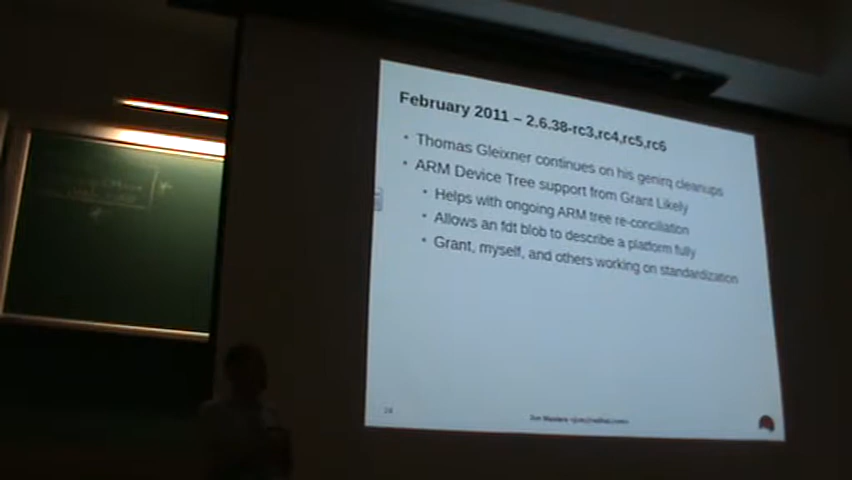 February 2011 – 2.6.38-rc3,rc4,rc5,rc6
• Thomas Gleixner continues on his genirq cleanups
• ARM Device Tree support from Grant Likely
• Helps with ongoing ARM tree re-conciliation
• Allows an fdt blob to describe a platform fully
• Grant, myself, and others working on standardization
Jon Masters